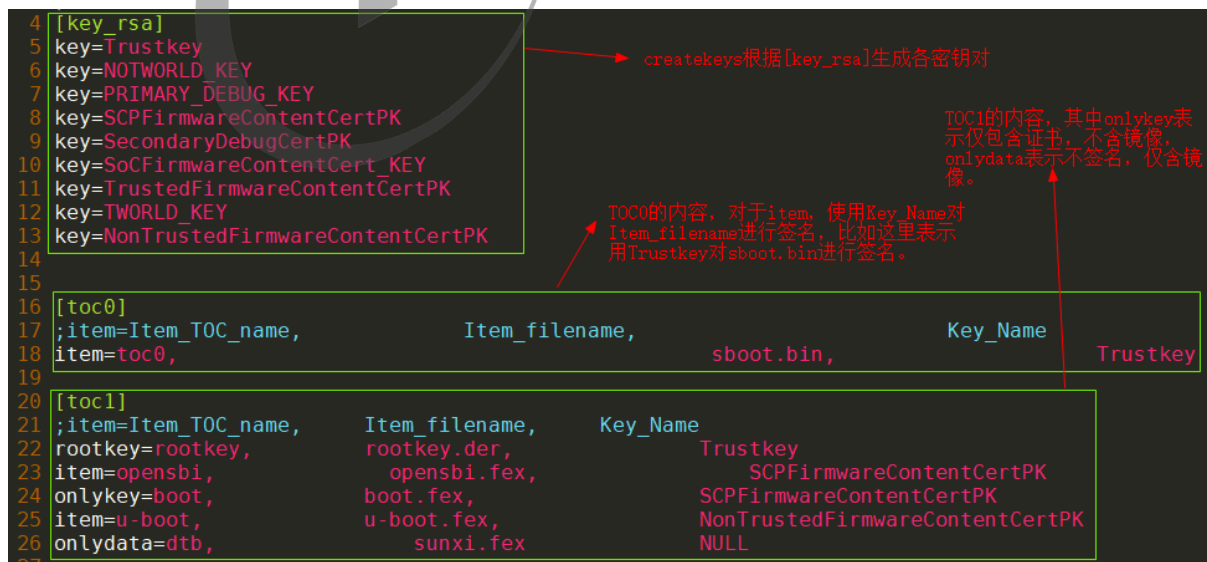 4 [key_rsa]
5 key=Trustkey
6 key=NOTWORLD_KEY
7 key=PRIMARY_DEBUG_KEY
8 key=SCPFirmwareContentCertPK
9 key=SecondaryDebugCertPK
10 key=SoCFirmwareContentCert_KEY
11 key=TrustedFirmwareContentCertPK
12 key=TWORLD_KEY
13 key=NonTrustedFirmwareContentCertPK
14
15
createkeys根据[key_rsa]生成各密钥对
TOC1的内容，其中onlykey表
示仅包含证书，不含镜像，
onlydata表示不签名，仅含镜
像。
TOC0的内容，对于item，使用Key_Name对
Item_filename进行签名，比如这里表示
用Trustkey对sboot.bin进行签名。
16 [toc0]
17 ;item=Item_TOC_name, Item_filename, Key_Name
18 item=toc0, sboot.bin, Trustkey
19
20 [toc1]
21 ;item=Item_TOC_name, Item_filename, Key_Name
22 rootkey=rootkey, rootkey.der, Trustkey
23 item=opensbi, opensbi.fex, SCPFirmwareContentCertPK
24 onlykey=boot, boot.fex, SCPFirmwareContentCertPK
25 item=u-boot, u-boot.fex, NonTrustedFirmwareContentCertPK
26 onlydata=dtb, sunxi.fex NULL